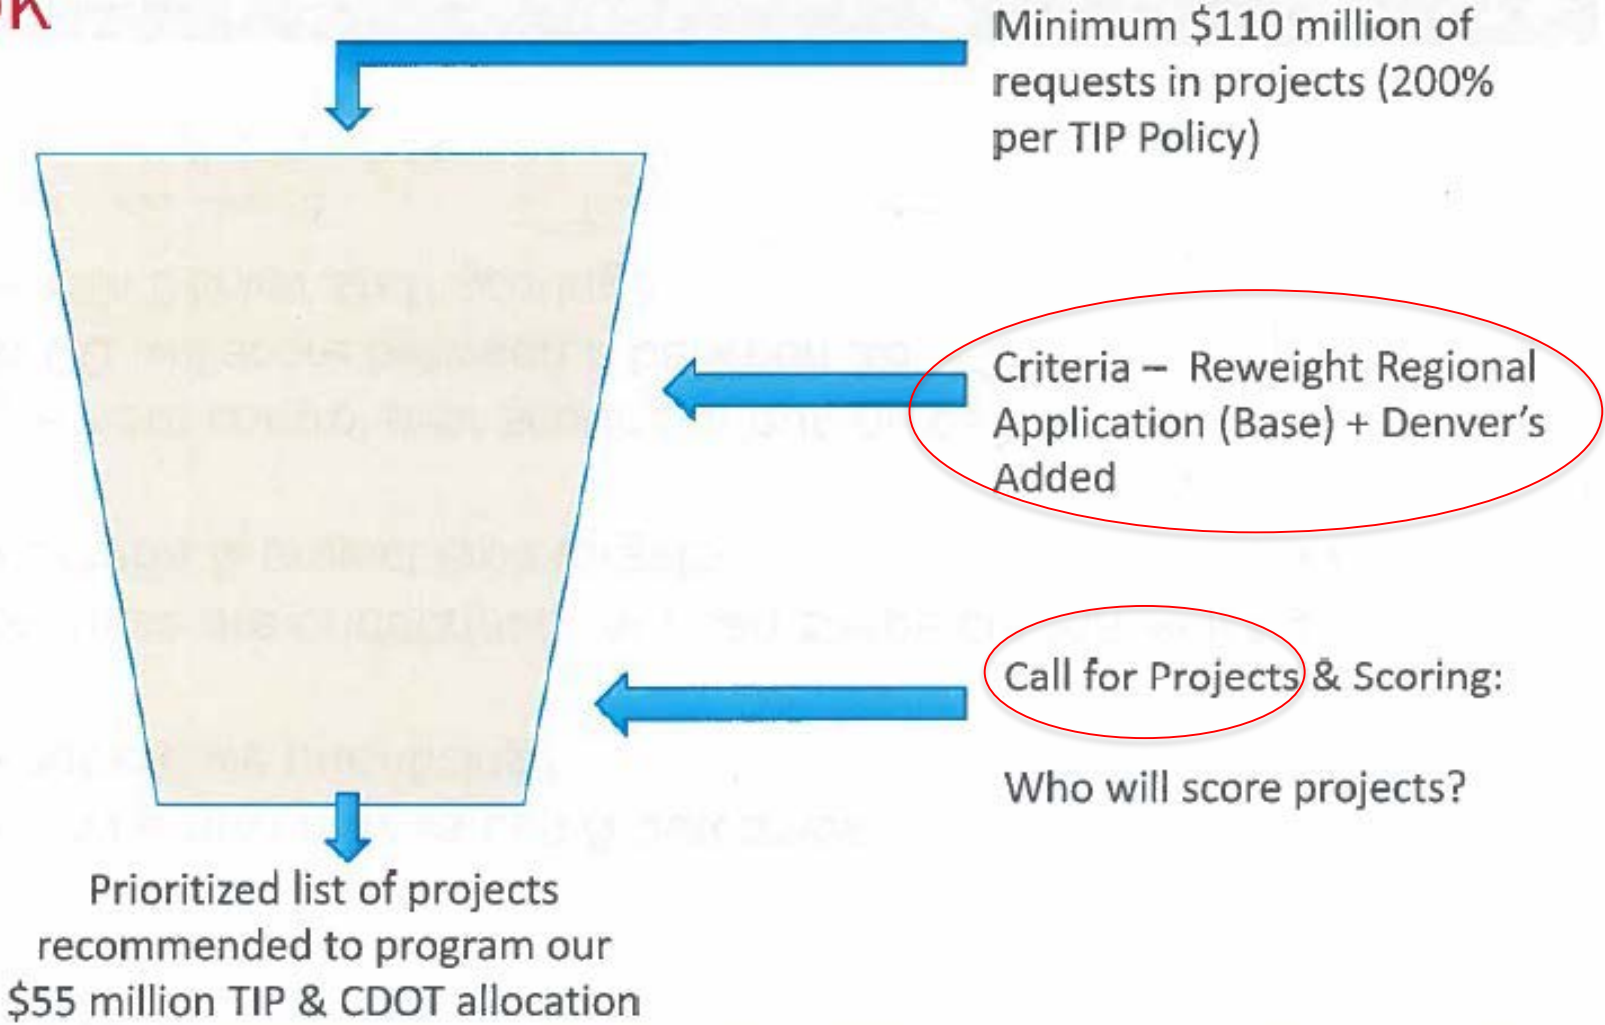 Minimum $110 million of
requests in projects (200%
per TIP Policy)
Criteria – Reweight Regional
Application (Base) + Denver's
Added
Call for Projects & Scoring:
Who will score projects?
Prioritized list of projects
recommended to program our
$55 million TIP & CDOT allocation